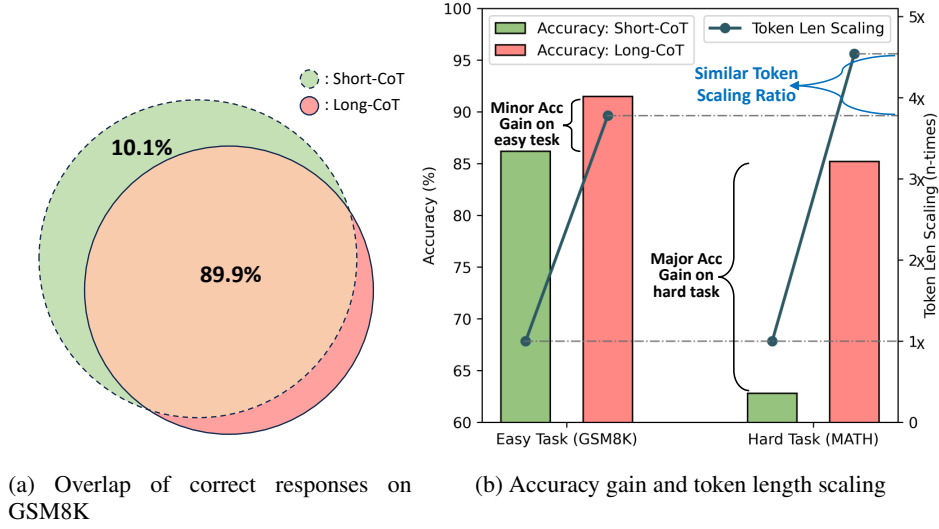 : Short-CoT
: Long-CoT
10.1%
89.9%
(a) Overlap of correct responses on
GSM8K
100
95
90
85
80
75
70
65
60
Accuracy (%)
Accuracy: Short-CoT
Accuracy: Long-CoT
Token Len Scaling
Similar Token
Scaling Ratio
Minor Acc
Gain on
easy tesk
Major Acc
Gain on
hard task
5x
4x
3x
2x
1x
0
Token Len Scaling (n-times)
Easy Task (GSM8K)
Hard Task (MATH)
(b) Accuracy gain and token length scaling